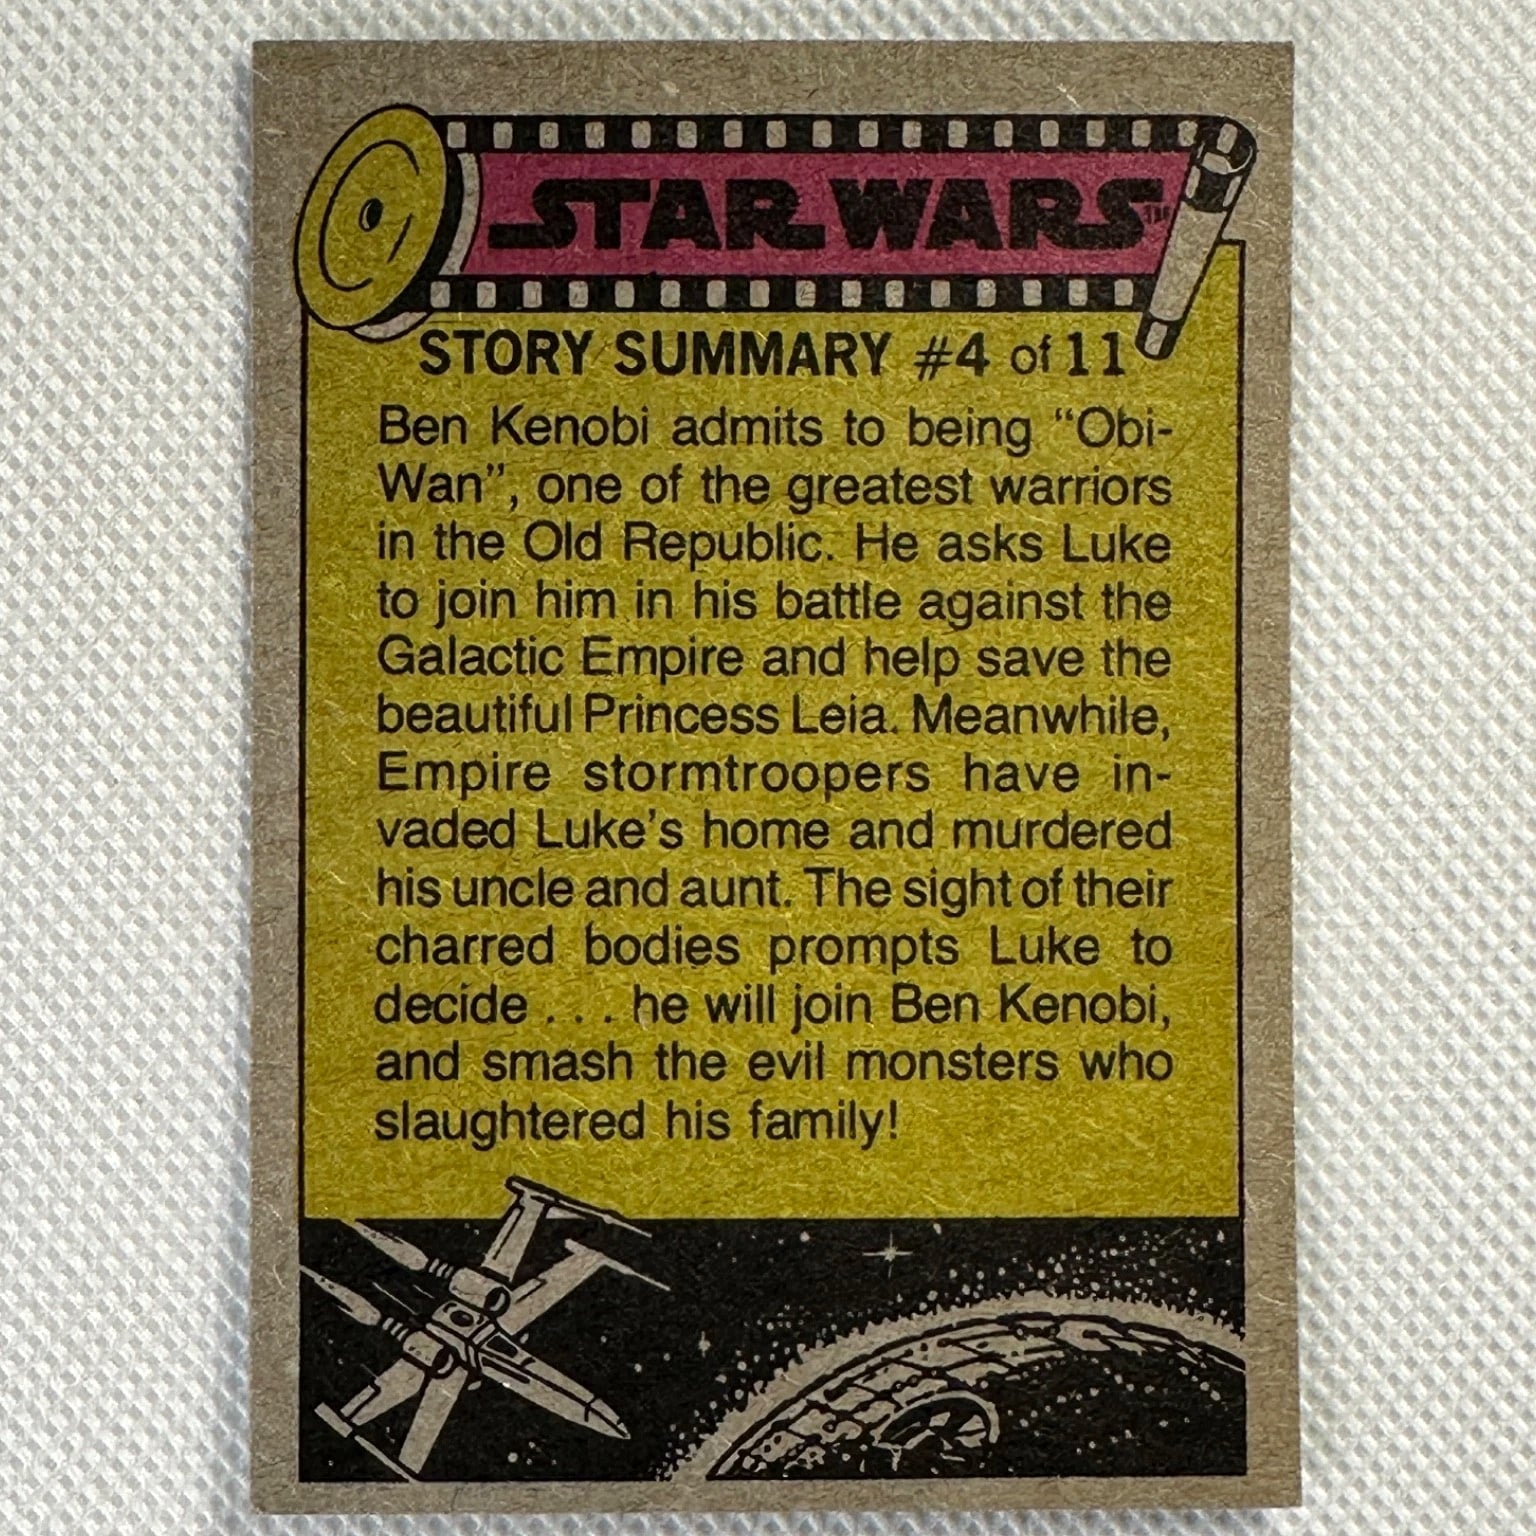 STAR WARS™
STORY SUMMARY #4 of 11
Ben Kenobi admits to being “Obi-
Wan”, one of the greatest warriors
in the Old Republic. He asks Luke
to join him in his battle against the
Galactic Empire and help save the
beautiful Princess Leia. Meanwhile,
Empire stormtroopers have in-
vaded Luke’s home and murdered
his uncle and aunt. The sight of their
charred bodies prompts Luke to
decide . . . he will join Ben Kenobi,
and smash the evil monsters who
slaughtered his family!